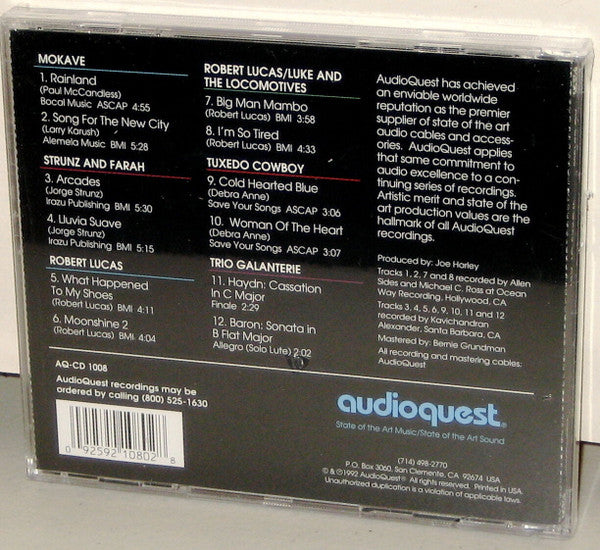 MOKAVE
1. Rainland
(Paul McCandless)
Bocal Music ASCAP 4:55
2. Song For The New City
(Larry Karush)
Alemela Music BMI 5:28
STRUNZ AND FARAH
3. Arcades
(Jorge Strunz)
Irazu Publishing BMI 5:30
4. Lluvia Suave
(Jorge Strunz)
Irazu Publishing BMI 5:15
ROBERT LUCAS
5. What Happened
To My Shoes
(Robert Lucas) BMI 4:11
6. Moonshine 2
(Robert Lucas) BMI 4:04
ROBERT LUCAS/LUKE AND
THE LOCOMOTIVES
7. Big Man Mambo
(Robert Lucas) BMI 3:58
8. I'm So Tired
(Robert Lucas) BMI 4:33
TUXEDO COWBOY
9. Cold Hearted Blue
(Debra Anne)
Save Your Songs ASCAP 3:06
10. Woman Of The Heart
(Debra Anne)
Save Your Songs ASCAP 3:07
TRIO GALANTERIE
11. Haydn: Cassation
In C Major
Finale 2:29
12. Baron: Sonata in
B Flat Major
Allegro (Solo Lute) 2:02
AudioQuest has achieved
an enviable worldwide
reputation as the premier
supplier of state of the art
audio cables and access-
ories. AudioQuest applies
that same commitment to
audio excellence to a con-
tinuing series of recordings.
Artistic merit and state of the
art production values are the
hallmark of all AudioQuest
recordings.
Produced by: Joe Harley
Tracks 1, 2, 7 and 8 recorded by Allen
Sides and Michael C. Ross at Ocean
Way Recording, Hollywood, CA
Tracks 3, 4, 5, 6, 9, 10, 11 and 12
recorded by Kavichandran
Alexander, Santa Barbara, CA
Mastered by: Bernie Grundman
All recording and mastering cables:
AudioQuest
AQ-CD 1008
AudioQuest recordings may be
ordered by calling (800) 525-1630
0 92592 10802 8
audioquest®
State of the Art Music/State of the Art Sound
(714) 498-2770
P.O. Box 3060, San Clemente, CA 92674 USA
© & ℗ 1992 AudioQuest® All Rights Reserved. Printed in USA.
Unauthorized duplication is a violation of applicable laws.